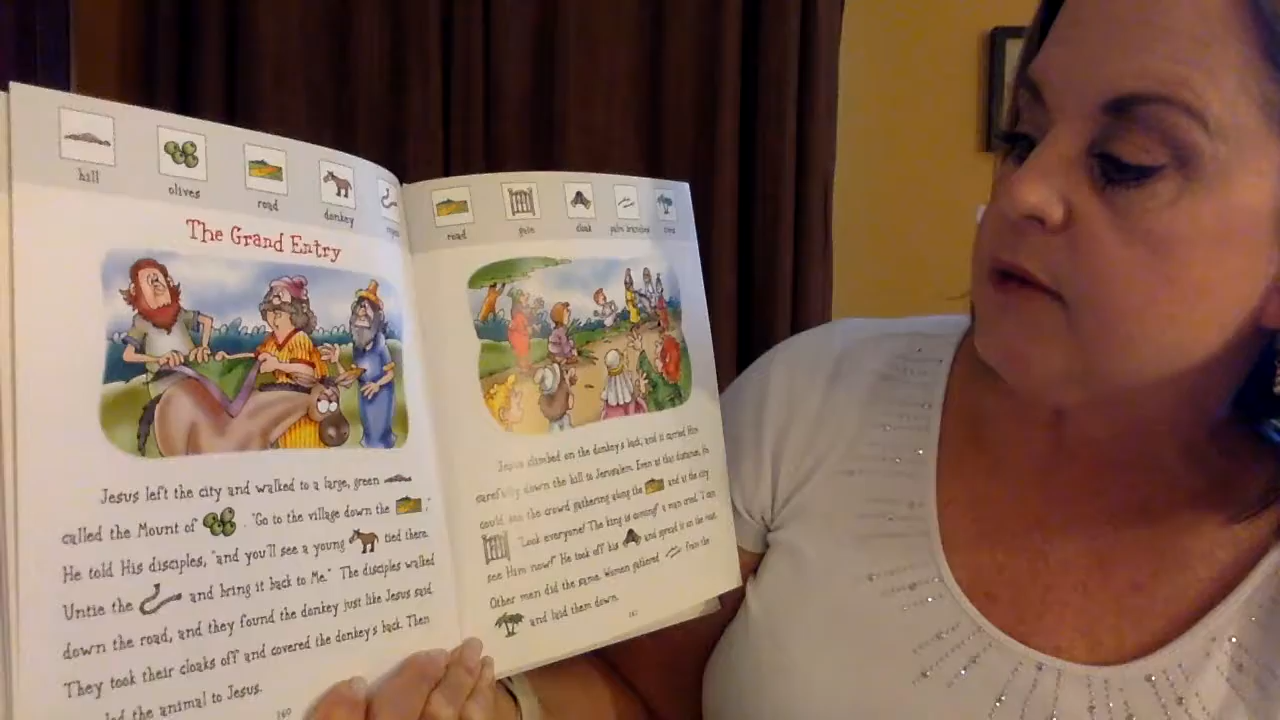 hill
olives
road
donkey
The Grand Entry
Jesus left the city and walked to a large, green
called the Mount of . "Go to the village down the ,"
He told His disciples, "and you'll see a young tied there.
Untie the and bring it back to Me." The disciples walked
down the road, and they found the donkey just like Jesus said.
They took their cloaks off and covered the donkey's back. Then
the animal to Jesus.
160
road
gate
cloak
palm branches
trees
Jesus climbed on the donkey's back, and it carried Him
carefully down the hill to Jerusalem. Even at that distance, He
could see the crowd gathering along the and at the city
"Look everyone! The king is coming!" a man cried. "I can
see Him now!" He took off his and spread it on the road.
Other men did the same. Women gathered from the
and laid them down.
161